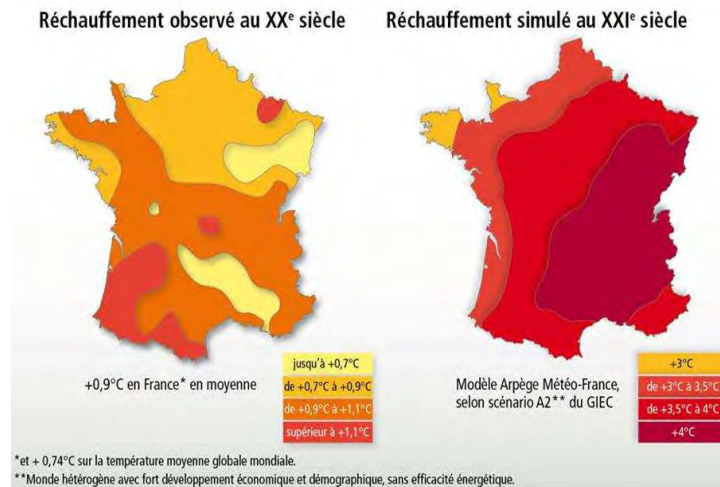 Réchauffement observé au XXe siècle
Réchauffement simulé au XXIe siècle
+0,9°C en France* en moyenne
jusqu'à +0,7°C
de +0,7°C à +0,9°C
de +0,9°C à +1,1°C
supérieur à +1,1°C
Modèle Arpège Météo-France,
selon scénario A2** du GIEC
+3°C
de +3°C à 3,5°C
de +3,5°C à 4°C
+4°C
*et + 0,74°C sur la température moyenne globale mondiale.
**Monde hétérogène avec fort développement économique et démographique, sans efficacité énergétique.